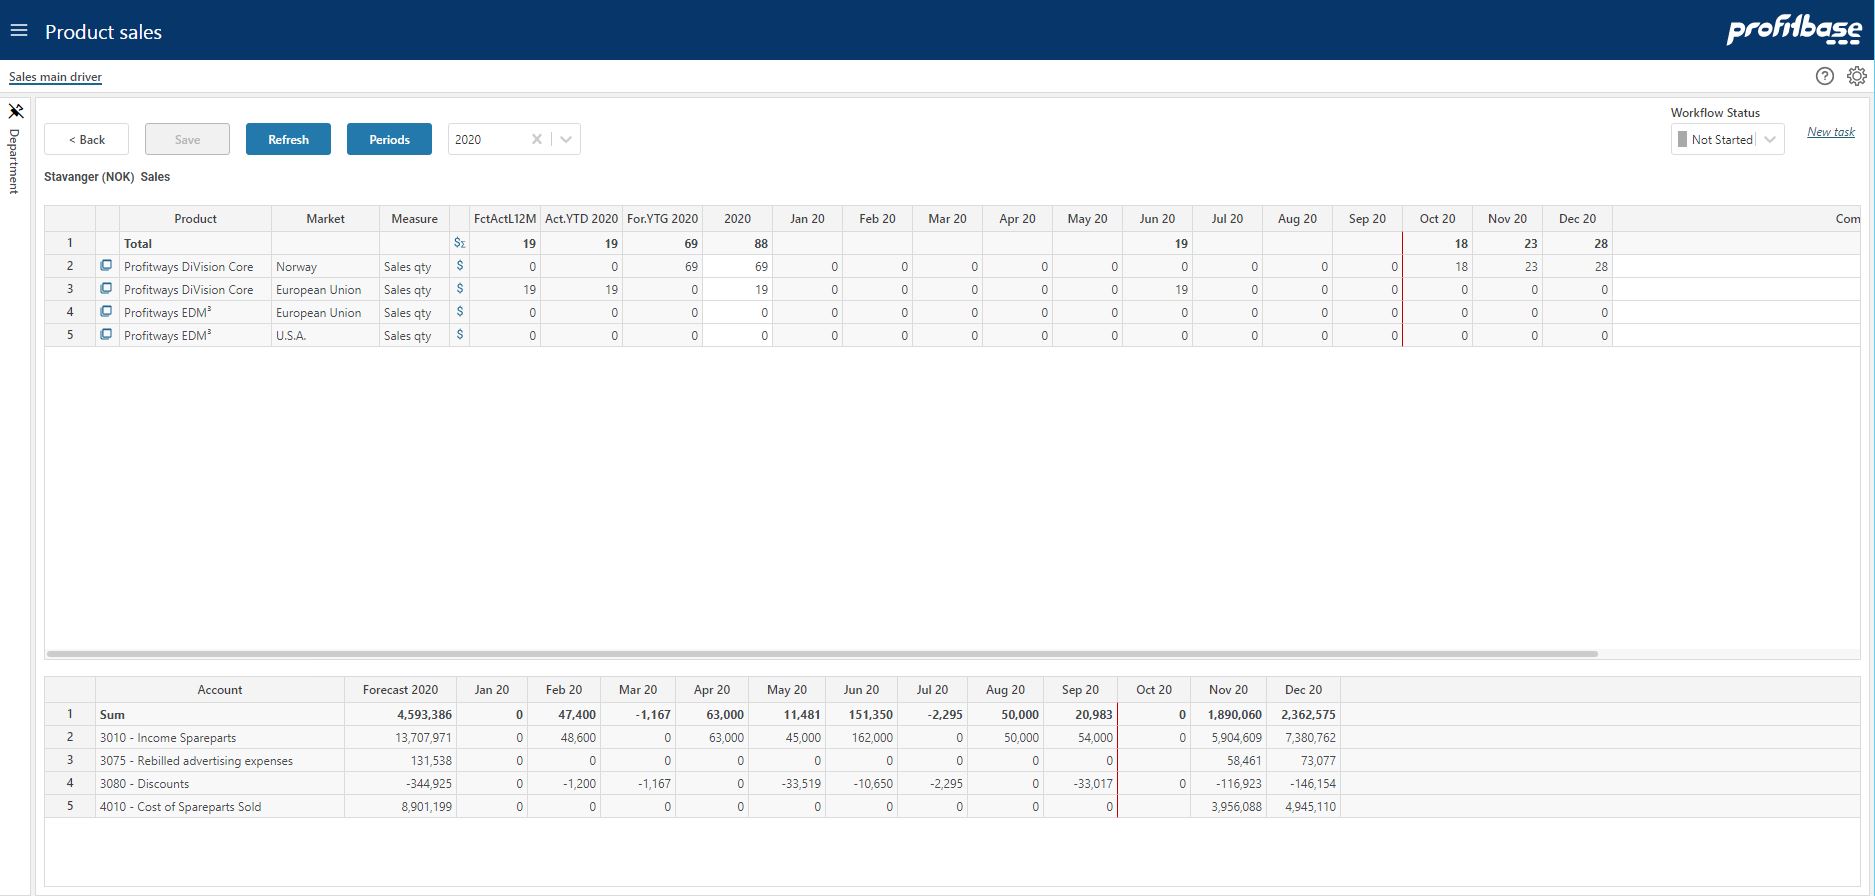 Product sales
profitbase
Sales main driver
Department
< Back Save Refresh Periods 2020
Workflow Status
Not Started
New task
Stavanger (NOK) Sales
Product Market Measure FctActL12M Act.YTD 2020 For.YTG 2020 2020 Jan 20 Feb 20 Mar 20 Apr 20 May 20 Jun 20 Jul 20 Aug 20 Sep 20 Oct 20 Nov 20 Dec 20 Com
1 Total $Σ 19 19 69 88 19 18 23 28
2 Profitways DiVision Core Norway Sales qty $ 0 0 69 69 0 0 0 0 0 0 0 0 0 18 23 28
3 Profitways DiVision Core European Union Sales qty $ 19 19 0 19 0 0 0 0 0 19 0 0 0 0 0 0
4 Profitways EDM³ European Union Sales qty $ 0 0 0 0 0 0 0 0 0 0 0 0 0 0 0 0
5 Profitways EDM³ U.S.A. Sales qty $ 0 0 0 0 0 0 0 0 0 0 0 0 0 0 0 0
Account Forecast 2020 Jan 20 Feb 20 Mar 20 Apr 20 May 20 Jun 20 Jul 20 Aug 20 Sep 20 Oct 20 Nov 20 Dec 20
1 Sum 4,593,386 0 47,400 -1,167 63,000 11,481 151,350 -2,295 50,000 20,983 0 1,890,060 2,362,575
2 3010 - Income Spareparts 13,707,971 0 48,600 0 63,000 45,000 162,000 0 50,000 54,000 0 5,904,609 7,380,762
3 3075 - Rebilled advertising expenses 131,538 0 0 0 0 0 0 0 0 0 58,461 73,077
4 3080 - Discounts -344,925 0 -1,200 -1,167 0 -33,519 -10,650 -2,295 0 -33,017 0 -116,923 -146,154
5 4010 - Cost of Spareparts Sold 8,901,199 0 0 0 0 0 0 0 0 0 3,956,088 4,945,110